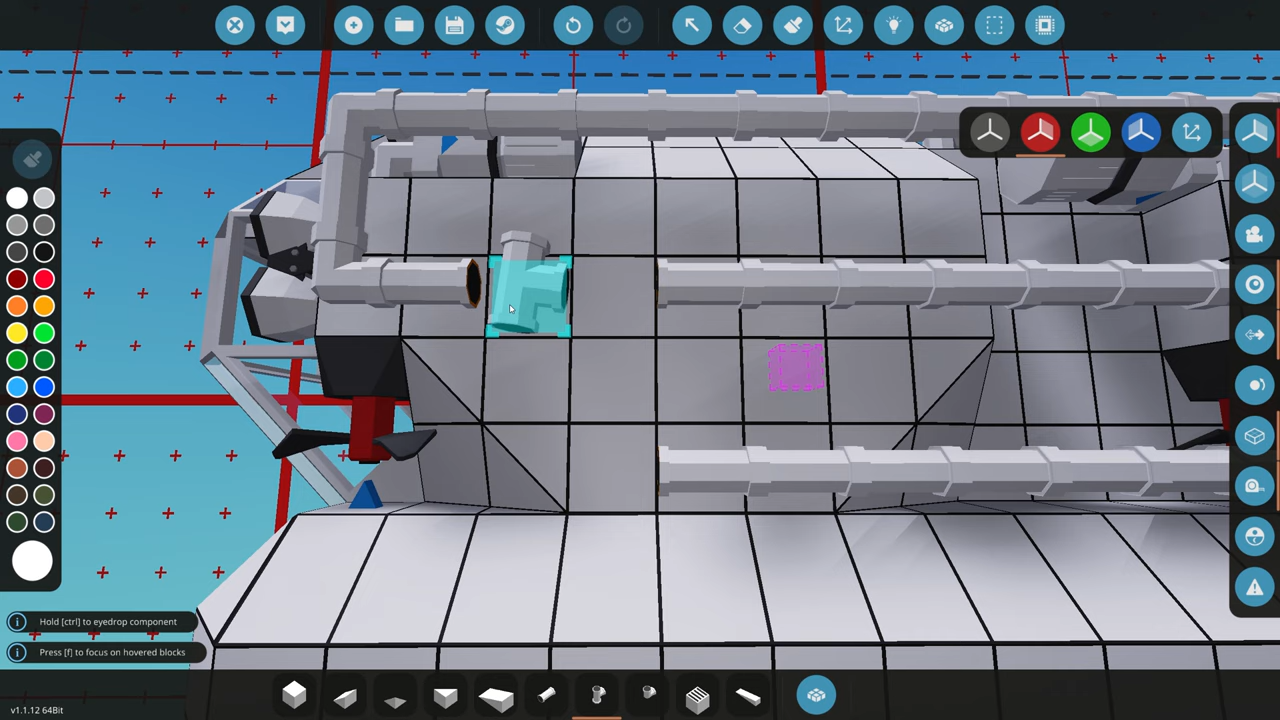 Hold [ctrl] to eyedrop component
Press [f] to focus on hovered blocks
v1.1.12 64Bit